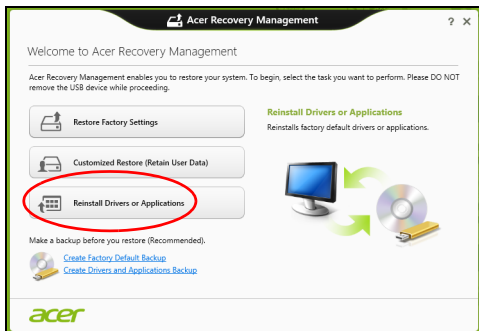 Acer Recovery Management
? X
Welcome to Acer Recovery Management
Acer Recovery Management enables you to restore your system. To begin, select the task you want to perform. Please DO NOT
remove the USB device while proceeding.
Restore Factory Settings
Reinstall Drivers or Applications
Reinstalls factory default drivers or applications.
Customized Restore (Retain User Data)
Reinstall Drivers or Applications
Make a backup before you restore (Recommended).
Create Factory Default Backup
Create Drivers and Applications Backup
acer